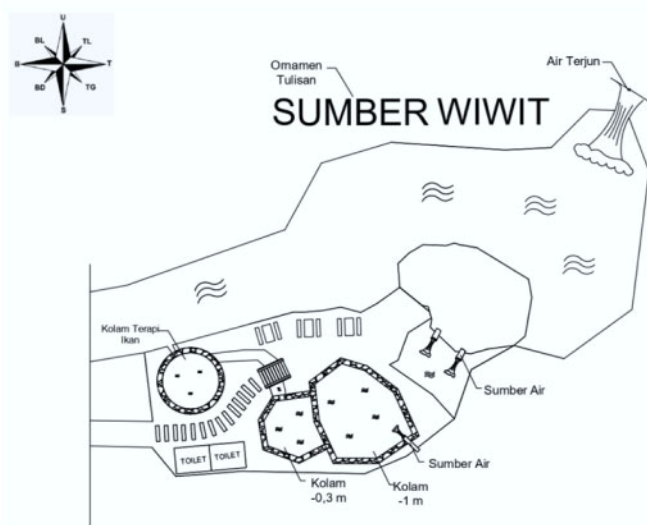 U
BL
TL
B
T
BD
TG
S
Ornamen
Tulisan
Air Terjun
SUMBER WIWIT
Kolam Terapi
Ikan
Sumber Air
TOILET
TOILET
Sumber Air
Kolam
-0,3 m
Kolam
-1 m